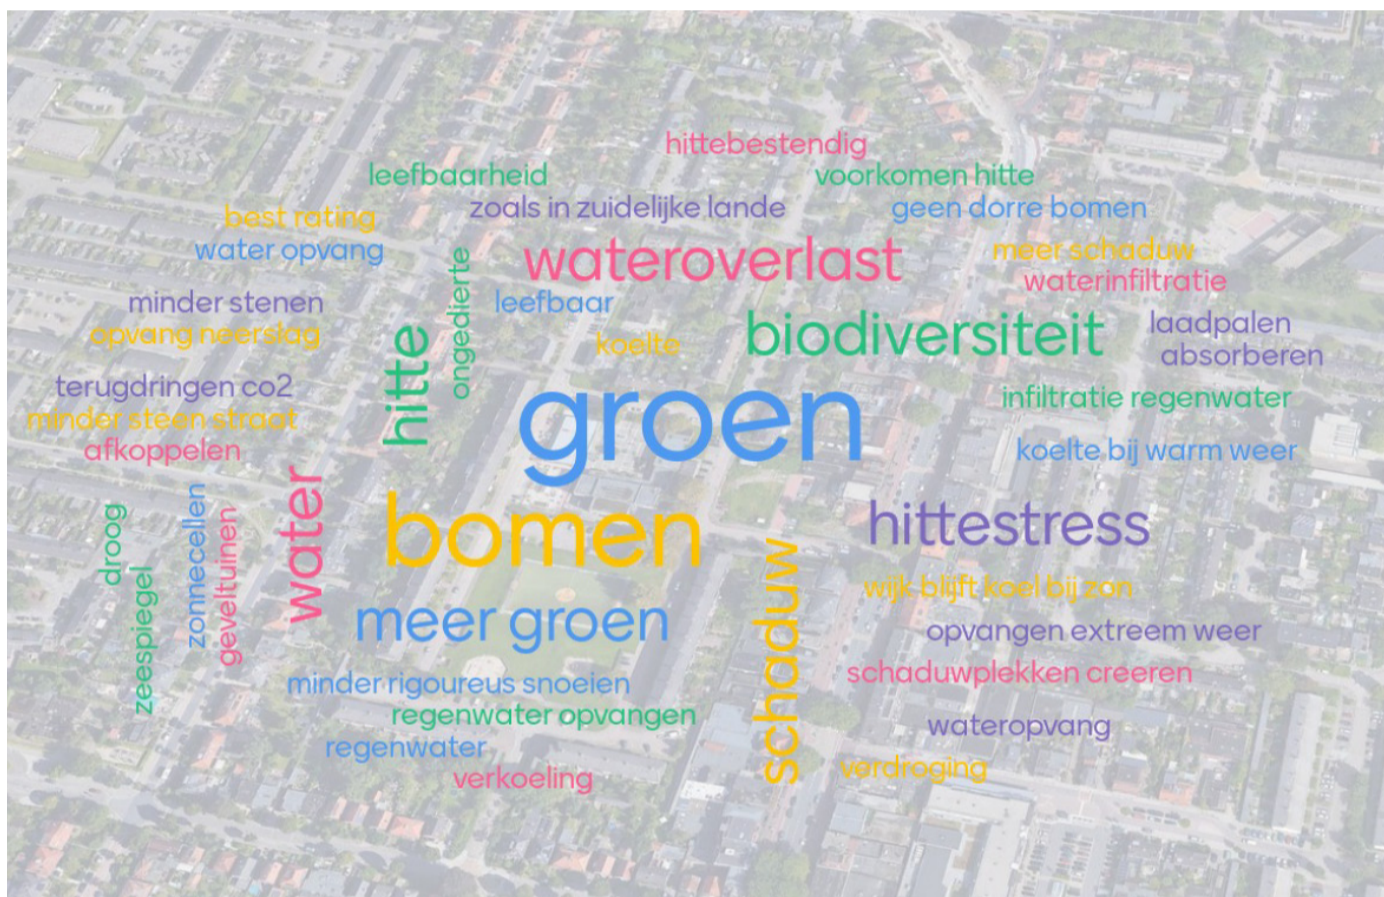 hittebestendig
leefbaarheid
voorkomen hitte
best rating
zoals in zuidelijke lande
geen dorre bomen
water opvang
wateroverlast
meer schaduw
waterinfiltratie
minder stenen
ongedierte
leefbaar
opvang neerslag
hitte
koelte
biodiversiteit
laadpalen
absorberen
terugdringen co2
groen
infiltratie regenwater
minder steen straat
afkoppelen
koelte bij warm weer
droog
zonnecellen
geveltuinen
water
bomen
hittestress
zeespiegel
schaduw
wijk blijft koel bij zon
meer groen
opvangen extreem weer
minder rigoureus snoeien
schaduwplekken creeren
regenwater opvangen
wateropvang
regenwater
verkoeling
verdroging